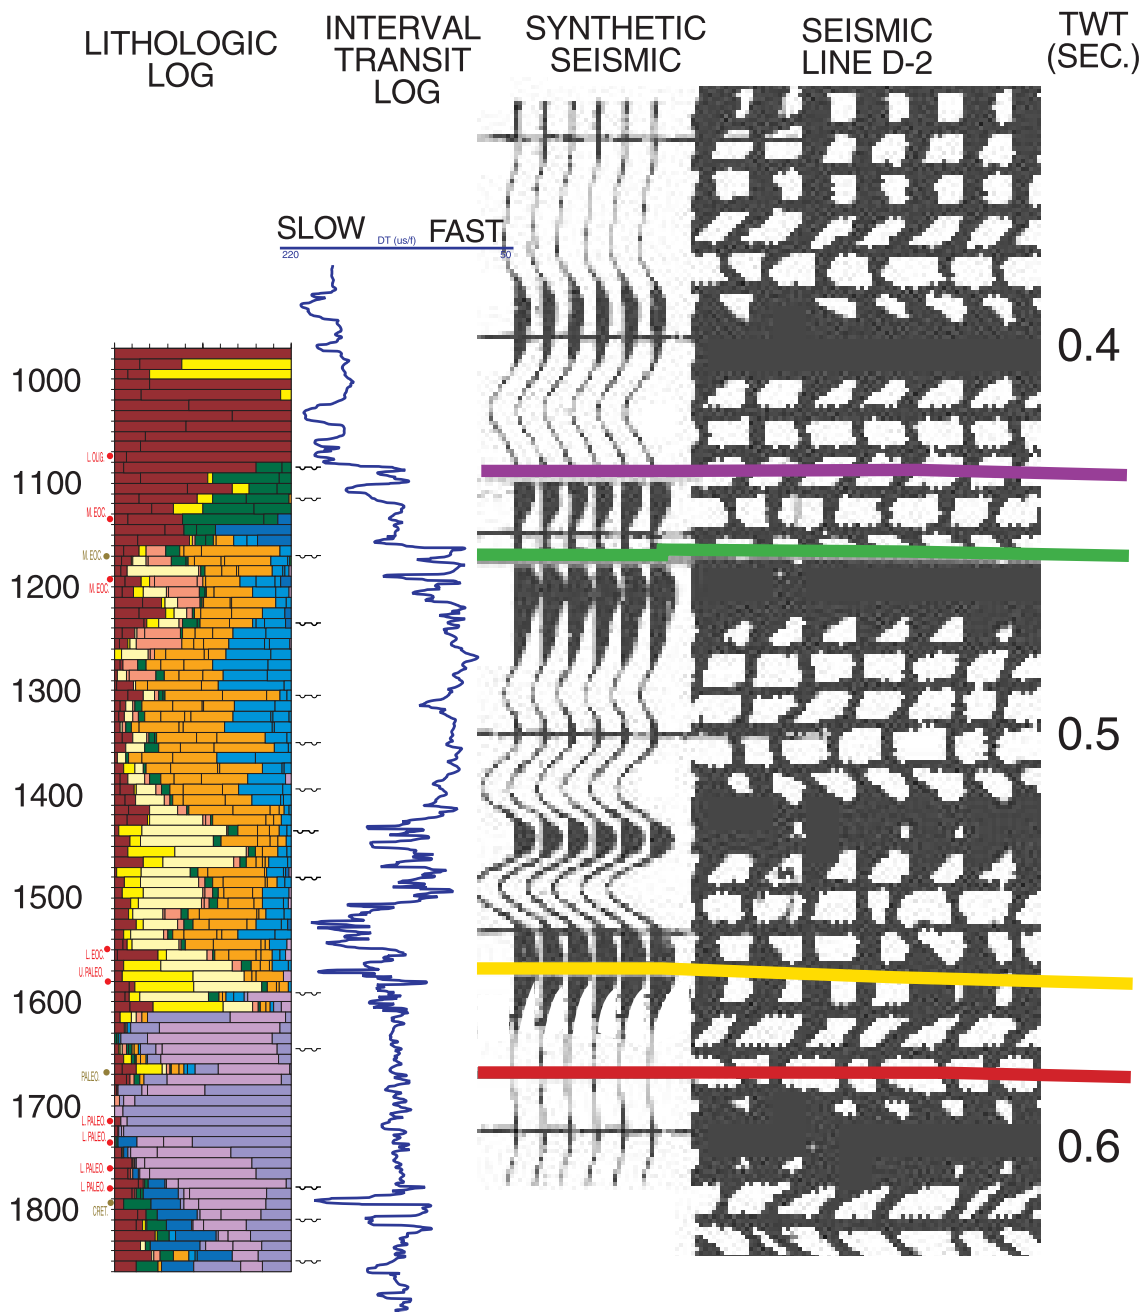 LITHOLOGIC
LOG
INTERVAL
TRANSIT
LOG
SYNTHETIC
SEISMIC
SEISMIC
LINE D-2
TWT
(SEC.)
SLOW
DT (us/f)
FAST
220
50
0.4
0.5
0.6
1000
L. OLIG.
1100
M. EOC.
M. EOC.
1200
M. EOC.
1300
1400
1500
L. EOC.
U. PALEO.
1600
PALEO.
1700
L. PALEO.
L. PALEO.
L. PALEO.
L. PALEO.
1800
CRET.